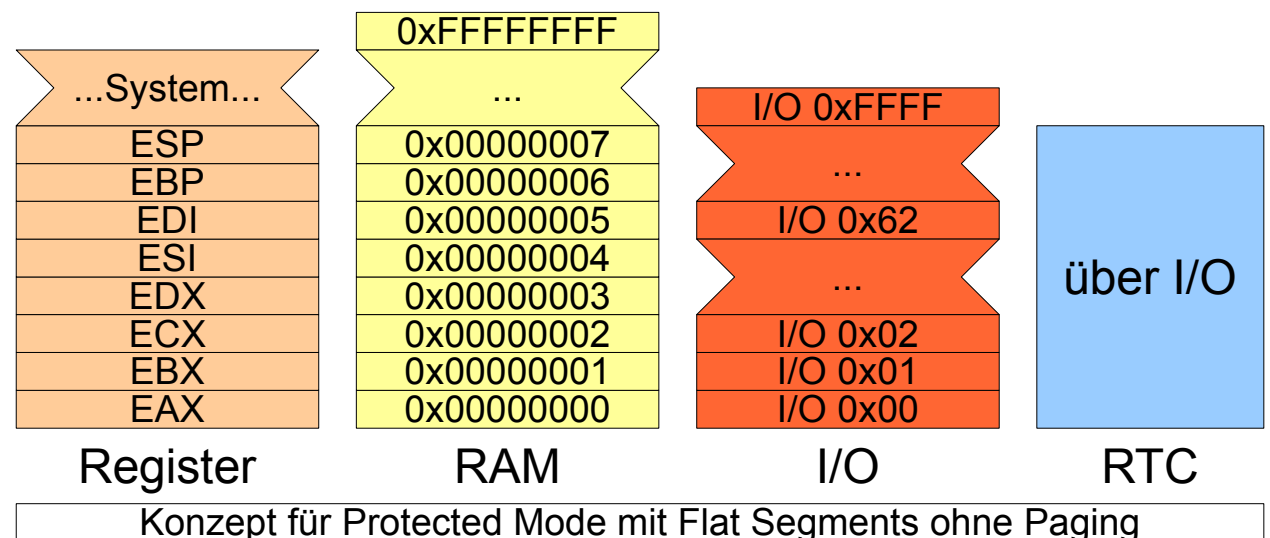 ...System...
ESP
EBP
EDI
ESI
EDX
ECX
EBX
EAX
Register
0xFFFFFFFF
...
0x00000007
0x00000006
0x00000005
0x00000004
0x00000003
0x00000002
0x00000001
0x00000000
RAM
I/O 0xFFFF
...
I/O 0x62
...
I/O 0x02
I/O 0x01
I/O 0x00
I/O
über I/O
RTC
Konzept für Protected Mode mit Flat Segments ohne Paging